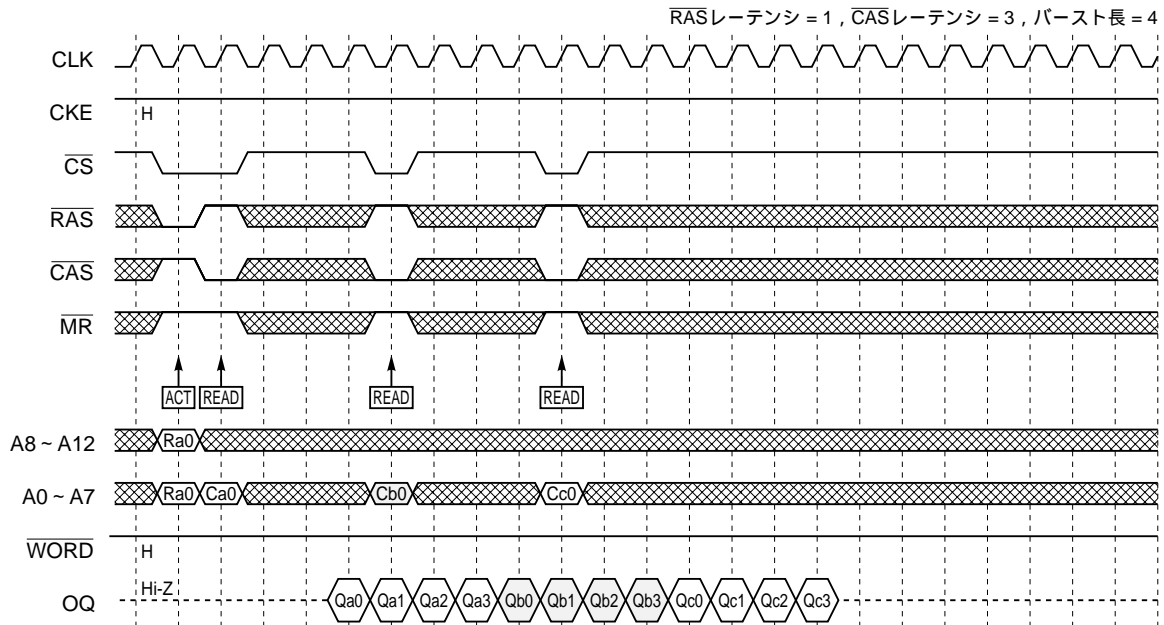 RASレーテンシ = 1 , CASレーテンシ = 3 , バースト長 = 4
CLK
CKE H
CS
RAS
CAS
MR
ACT READ READ READ
A8 ~ A12 Ra0
A0 ~ A7 Ra0 Ca0 Cb0 Cc0
WORD H
OQ Hi-Z Qa0 Qa1 Qa2 Qa3 Qb0 Qb1 Qb2 Qb3 Qc0 Qc1 Qc2 Qc3